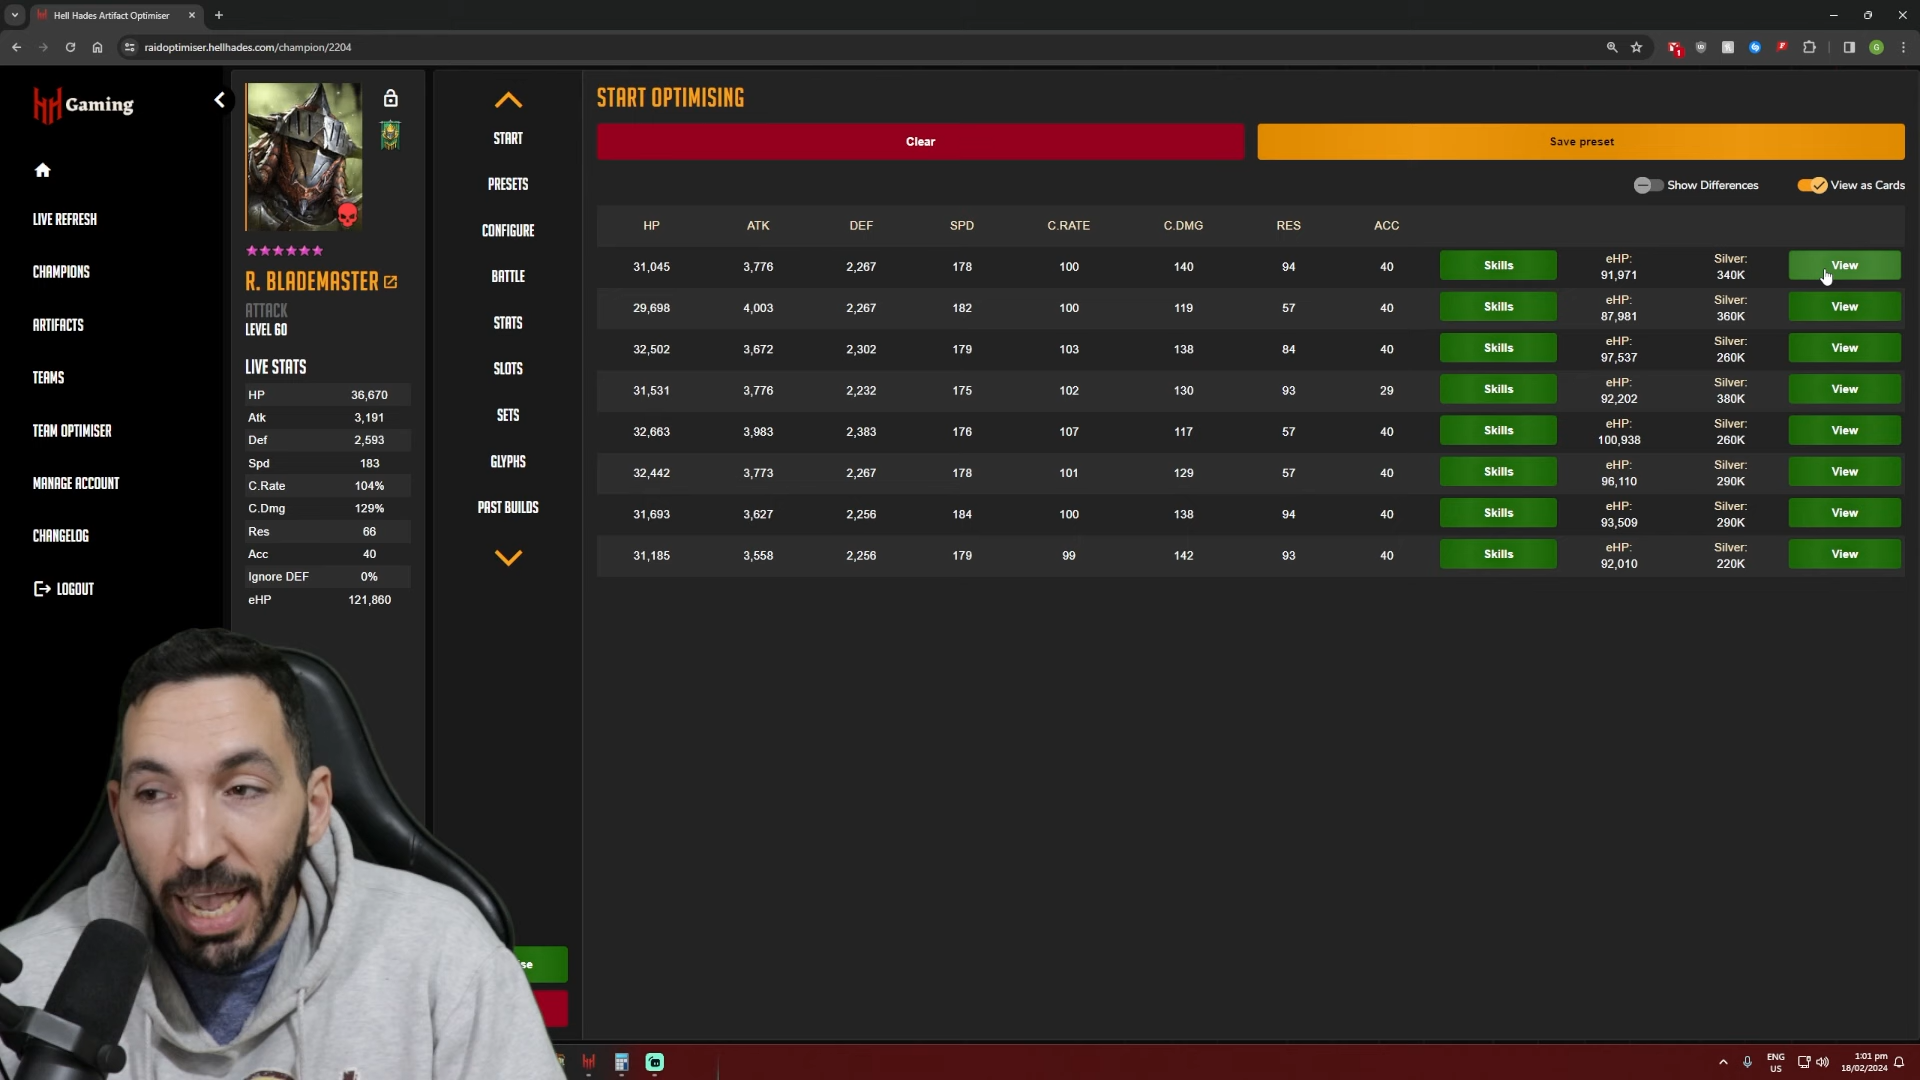 Hell Hades Artifact Optimiser
raidoptimiser.hellhades.com/champion/2204
Gaming
LIVE REFRESH
CHAMPIONS
ARTIFACTS
TEAMS
TEAM OPTIMISER
MANAGE ACCOUNT
CHANGELOG
LOGOUT
R. BLADEMASTER
ATTACK
LEVEL 60
LIVE STATS
HP 36,670
Atk 3,191
Def 2,593
Spd 183
C.Rate 104%
C.Dmg 129%
Res 66
Acc 40
Ignore DEF 0%
eHP 121,860
START
PRESETS
CONFIGURE
BATTLE
STATS
SLOTS
SETS
GLYPHS
PAST BUILDS
START OPTIMISING
Clear Save preset
Show Differences View as Cards
HP ATK DEF SPD C.RATE C.DMG RES ACC
31,045 3,776 2,267 178 100 140 94 40 Skills eHP: 91,971 Silver: 340K View
29,698 4,003 2,267 182 100 119 57 40 Skills eHP: 87,981 Silver: 360K View
32,502 3,672 2,302 179 103 138 84 40 Skills eHP: 97,537 Silver: 260K View
31,531 3,776 2,232 175 102 130 93 29 Skills eHP: 92,202 Silver: 380K View
32,663 3,983 2,383 176 107 117 57 40 Skills eHP: 100,938 Silver: 260K View
32,442 3,773 2,267 178 101 129 57 40 Skills eHP: 96,110 Silver: 290K View
31,693 3,627 2,256 184 100 138 94 40 Skills eHP: 93,509 Silver: 290K View
31,185 3,558 2,256 179 99 142 93 40 Skills eHP: 92,010 Silver: 220K View
se
ENG
US
1:01 pm
18/02/2024